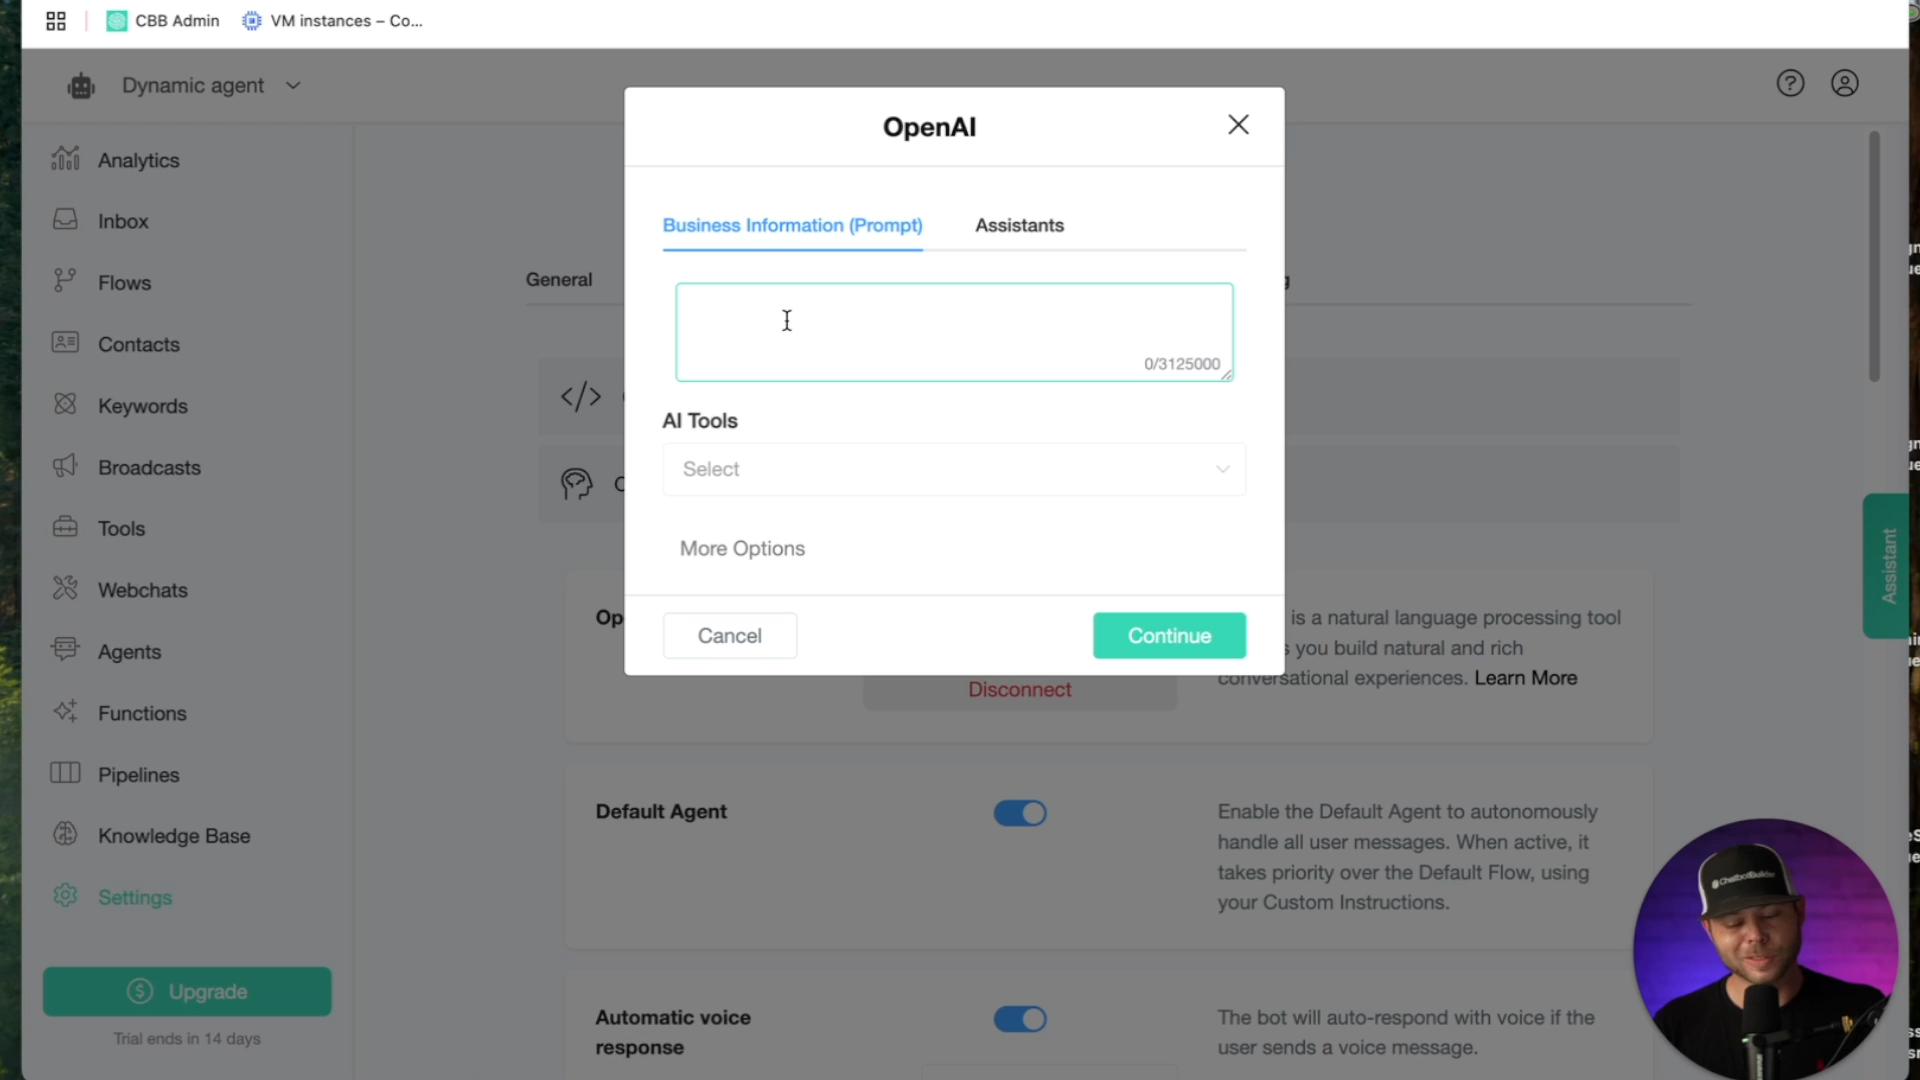 CBB Admin
VM instances – Co...
Dynamic agent
Analytics
Inbox
Flows
Contacts
Keywords
Broadcasts
Tools
Webchats
Agents
Functions
Pipelines
Knowledge Base
Settings
Upgrade
Trial ends in 14 days
General
OpenAI
Business Information (Prompt)
Assistants
0/3125000
AI Tools
Select
More Options
Cancel
Continue
Op
is a natural language processing tool
you build natural and rich
conversational experiences. Learn More
Disconnect
Default Agent
Enable the Default Agent to autonomously
handle all user messages. When active, it
takes priority over the Default Flow, using
your Custom Instructions.
Automatic voice
response
The bot will auto-respond with voice if the
user sends a voice message.
Assistant
ChatbotBuilder